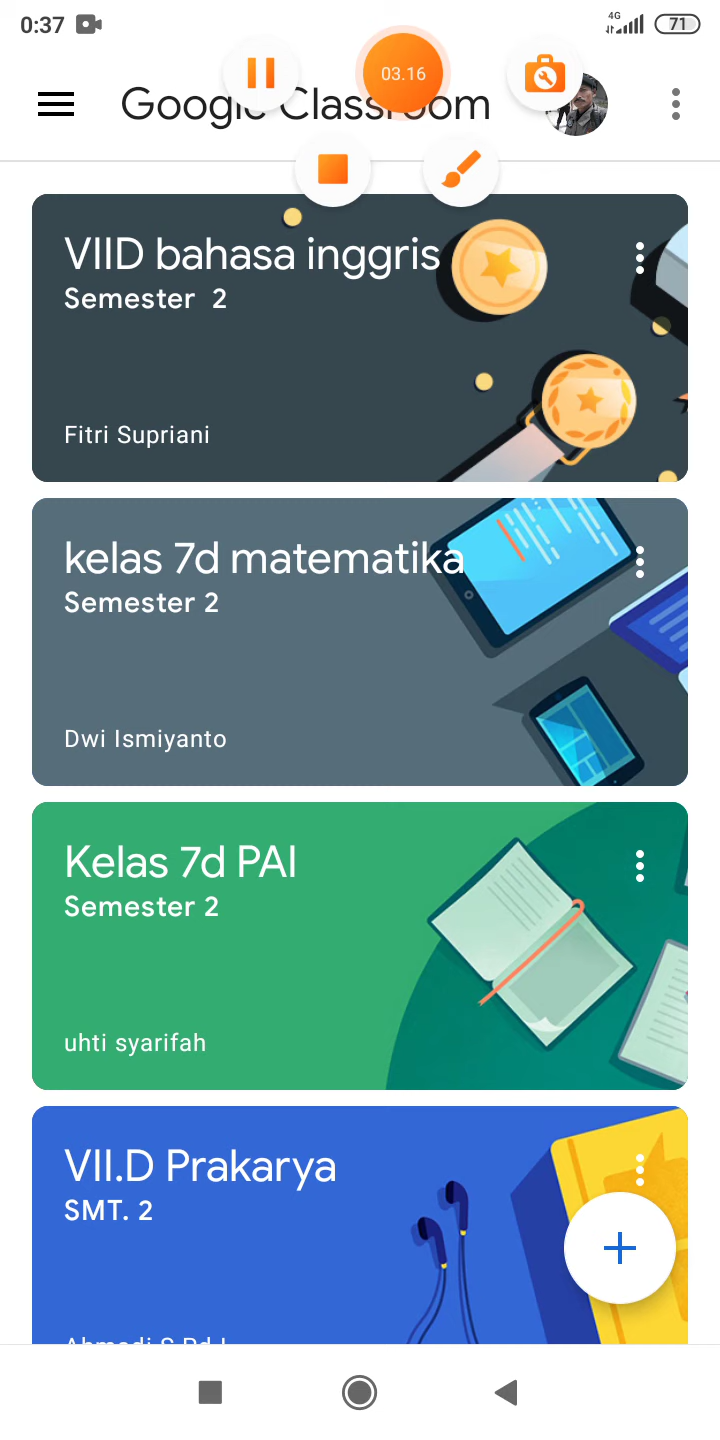 0:37
4G
71
03.16
Google Classroom
VIID bahasa inggris
Semester 2
Fitri Supriani
kelas 7d matematika
Semester 2
Dwi Ismiyanto
Kelas 7d PAI
Semester 2
uhti syarifah
VII.D Prakarya
SMT. 2